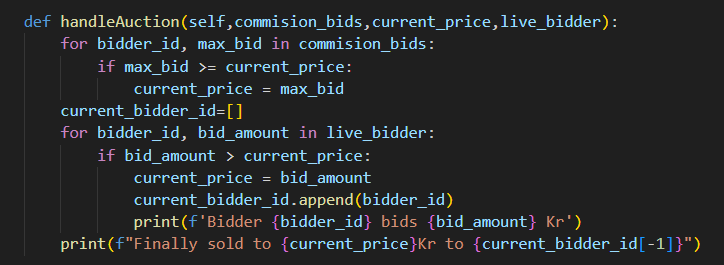 def handleAuction(self,commision_bids,current_price,live_bidder):
    for bidder_id, max_bid in commision_bids:
        if max_bid >= current_price:
            current_price = max_bid
    current_bidder_id=[]
    for bidder_id, bid_amount in live_bidder:
        if bid_amount > current_price:
            current_price = bid_amount
            current_bidder_id.append(bidder_id)
            print(f'Bidder {bidder_id} bids {bid_amount} Kr')
    print(f"Finally sold to {current_price}Kr to {current_bidder_id[-1]}")